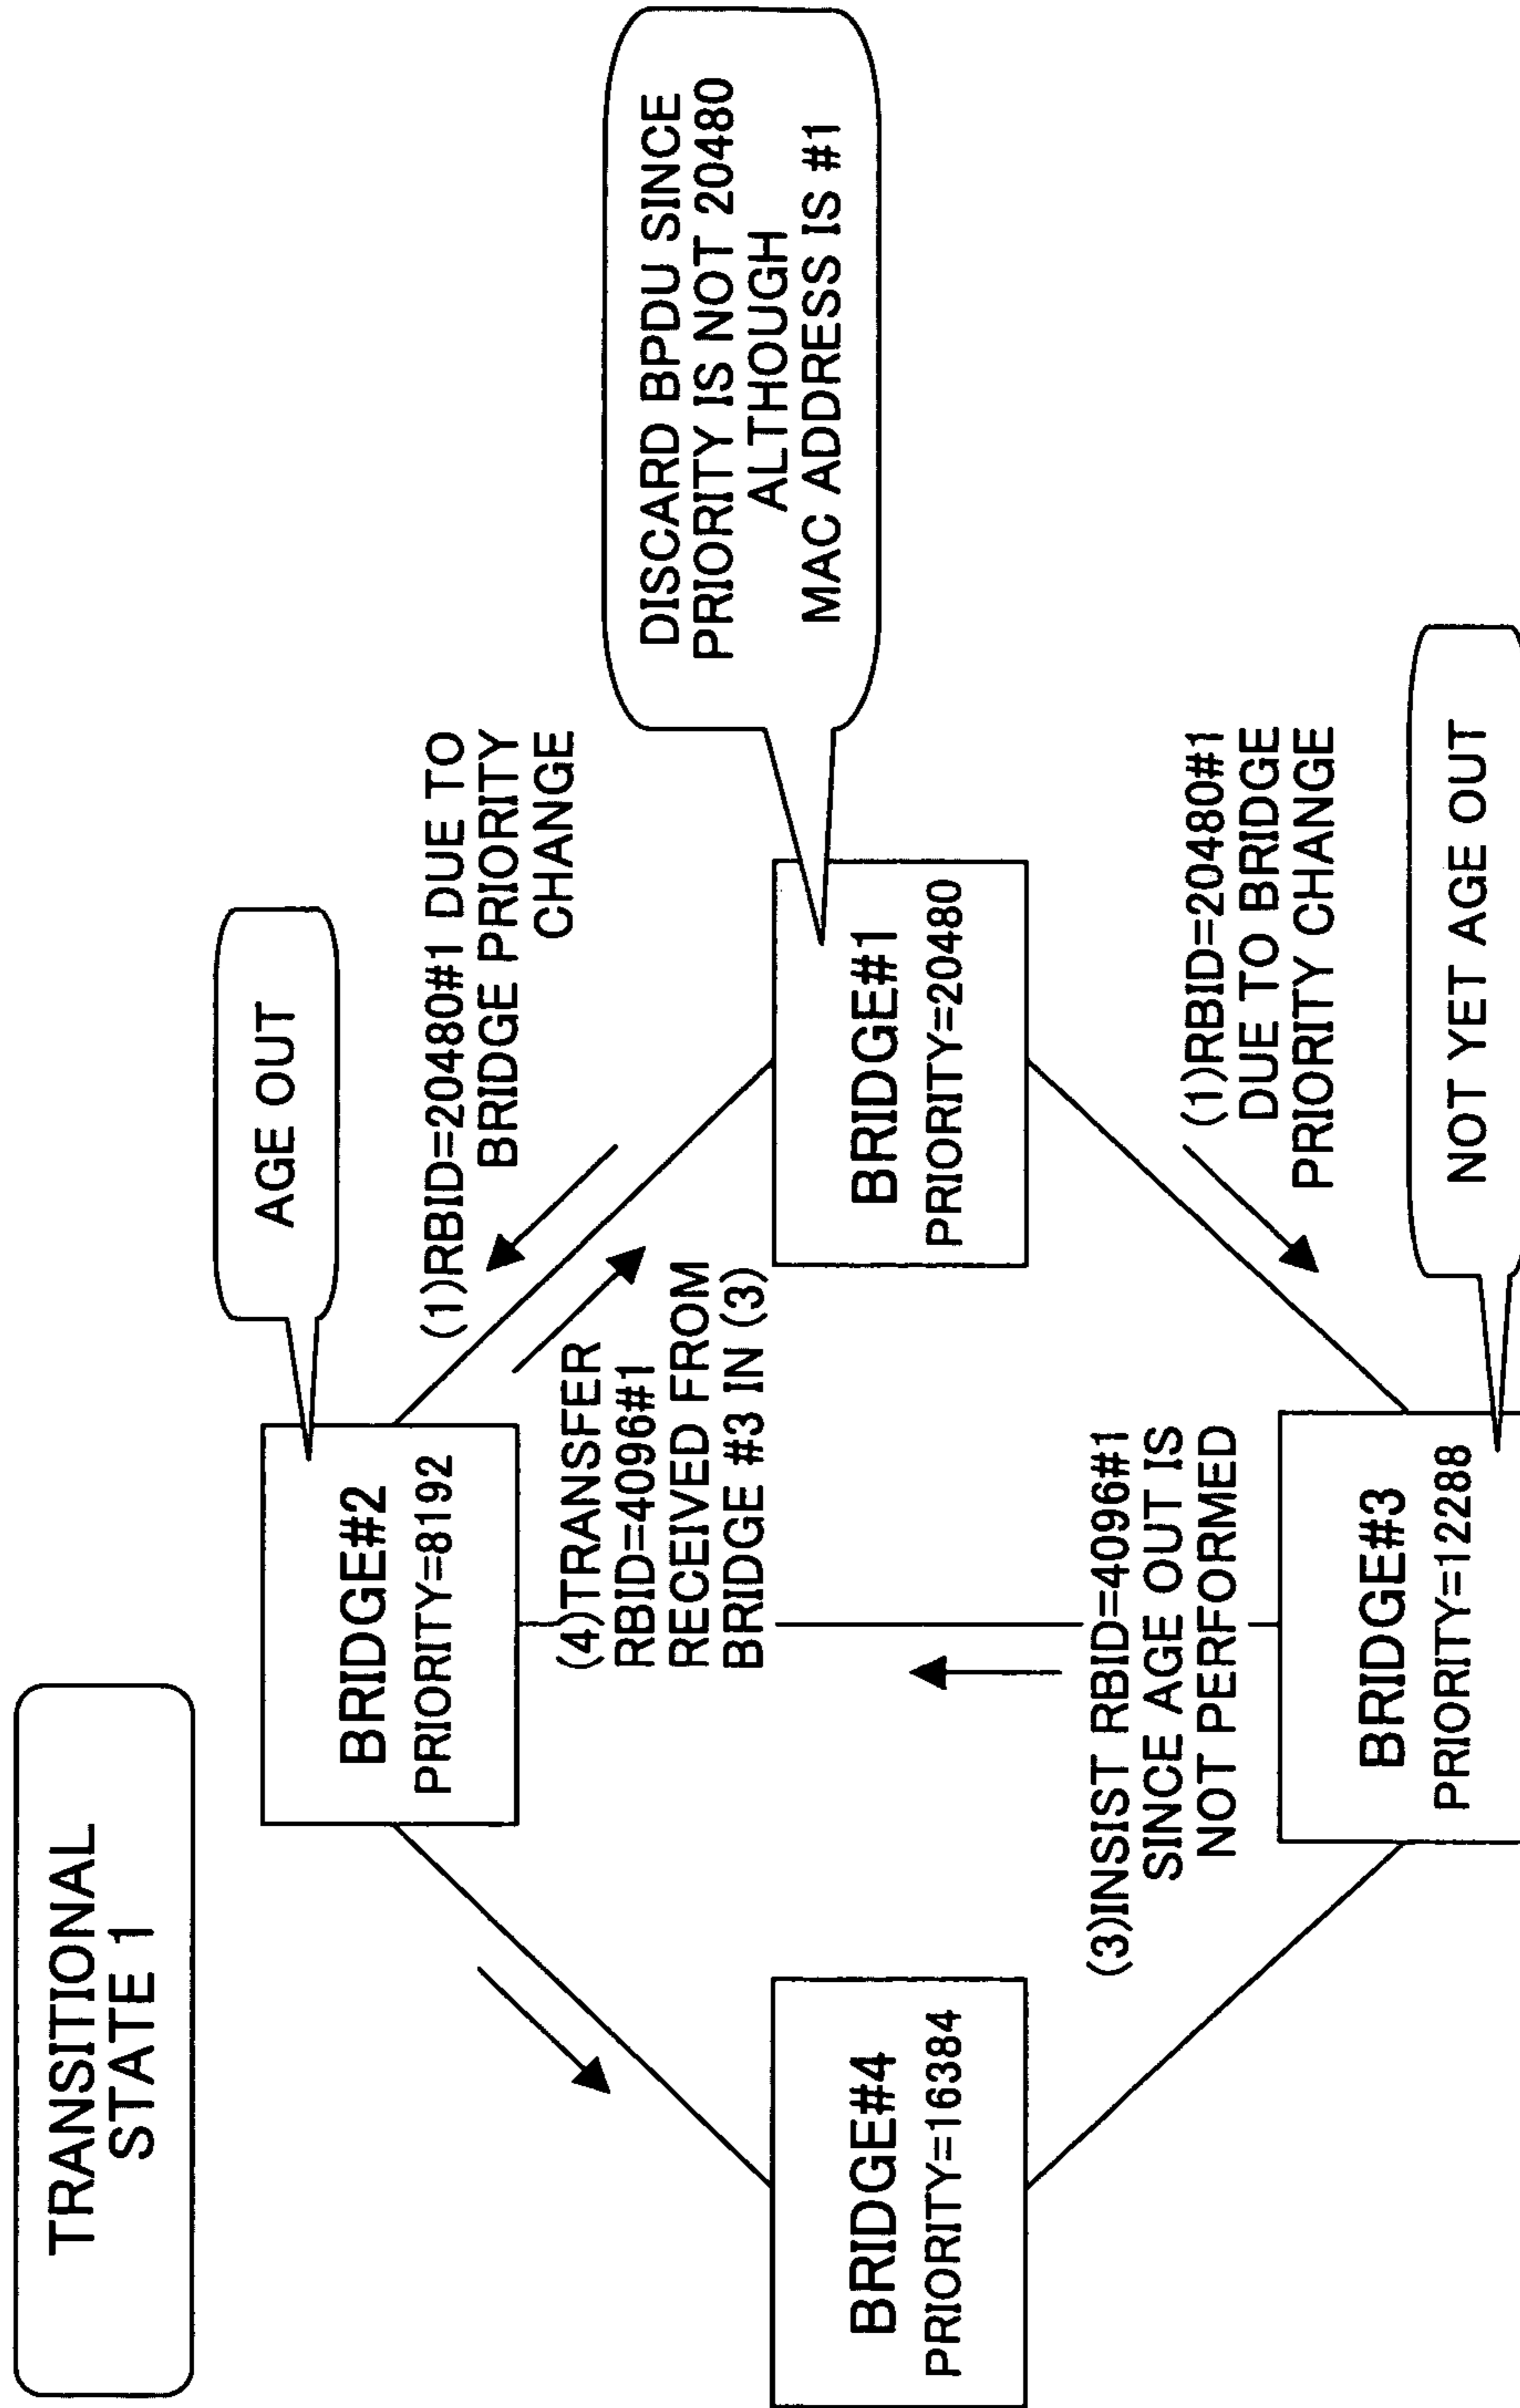 TRANSITIONAL
STATE 1
AGE OUT
BRIDGE#2
PRIORITY=8192
(1)RBID=20480#1 DUE TO
BRIDGE PRIORITY
CHANGE
(4)TRANSFER
RBID=4096#1
RECEIVED FROM
BRIDGE #3 IN (3)
DISCARD BPDU SINCE
PRIORITY IS NOT 20480
ALTHOUGH
MAC ADDRESS IS #1
BRIDGE#4
PRIORITY=16384
BRIDGE#1
PRIORITY=20480
(3)INSIST RBID=4096#1
SINCE AGE OUT IS
NOT PERFORMED
(1)RBID=20480#1
DUE TO BRIDGE
PRIORITY CHANGE
BRIDGE#3
PRIORITY=12288
NOT YET AGE OUT